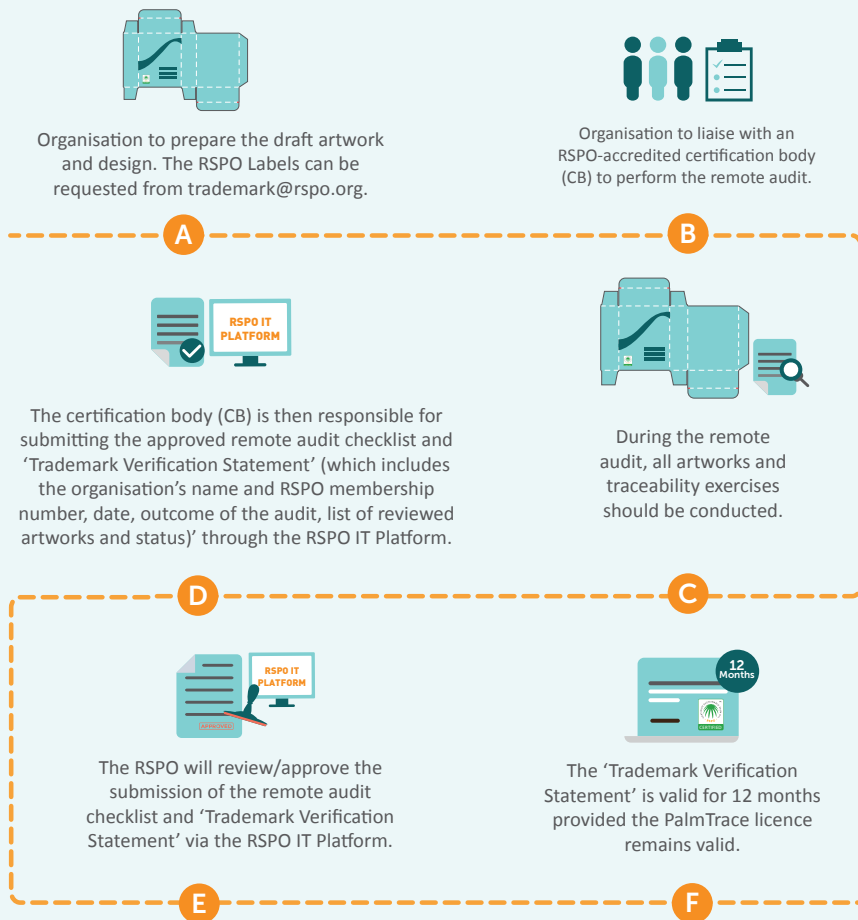 Organisation to prepare the draft artwork
and design. The RSPO Labels can be
requested from trademark@rspo.org.
A
Organisation to liaise with an
RSPO-accredited certification body
(CB) to perform the remote audit.
B
During the remote
audit, all artworks and
traceability exercises
should be conducted.
C
RSPO IT
PLATFORM
The certification body (CB) is then responsible for
submitting the approved remote audit checklist and
‘Trademark Verification Statement’ (which includes
the organisation’s name and RSPO membership
number, date, outcome of the audit, list of reviewed
artworks and status)’ through the RSPO IT Platform.
D
RSPO IT
PLATFORM
APPROVED
The RSPO will review/approve the
submission of the remote audit
checklist and ‘Trademark Verification
Statement’ via the RSPO IT Platform.
E
12
Months
CERTIFIED
The ‘Trademark Verification
Statement’ is valid for 12 months
provided the PalmTrace licence
remains valid.
F